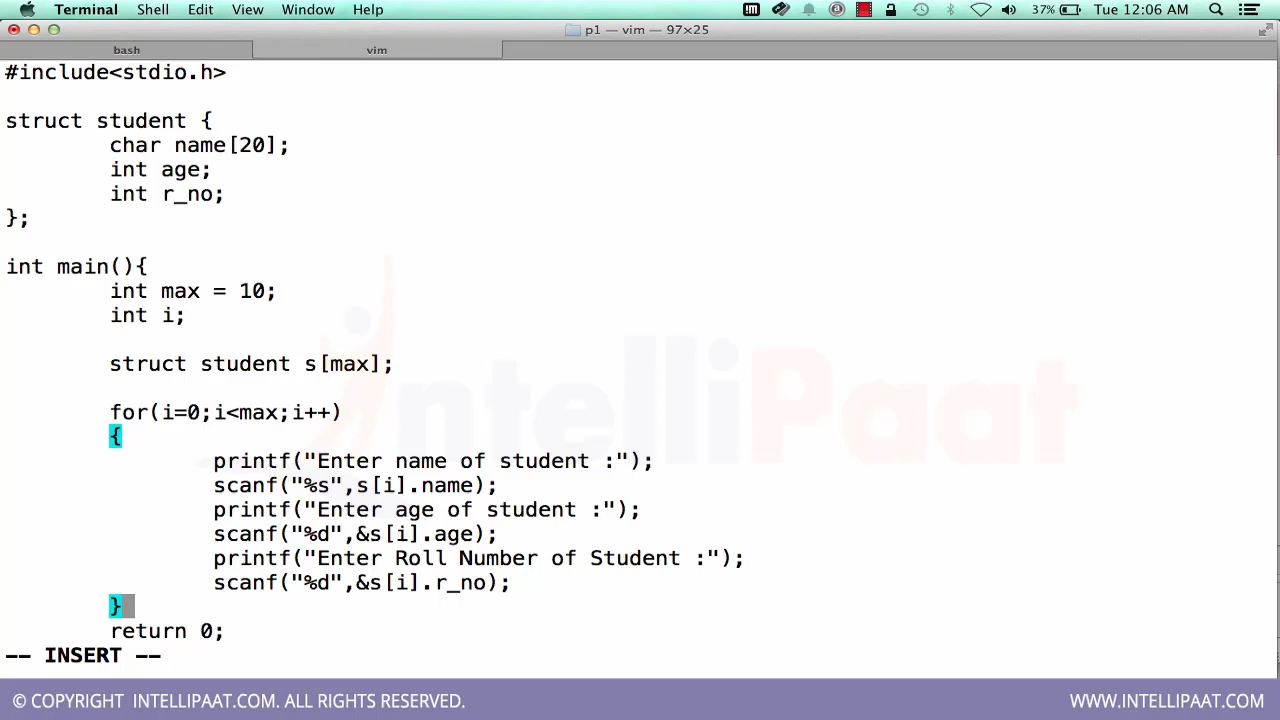 Terminal Shell Edit View Window Help 37% Tue 12:06 AM
p1 — vim — 97×25
bash vim
#include<stdio.h>
struct student {
char name[20];
int age;
int r_no;
};
int main(){
int max = 10;
int i;
struct student s[max];
for(i=0;i<max;i++)
{
printf("Enter name of student :");
scanf("%s",s[i].name);
printf("Enter age of student :");
scanf("%d",&s[i].age);
printf("Enter Roll Number of Student :");
scanf("%d",&s[i].r_no);
}
return 0;
-- INSERT --
intelliPaat
© COPYRIGHT INTELLIPAAT.COM. ALL RIGHTS RESERVED. WWW.INTELLIPAAT.COM